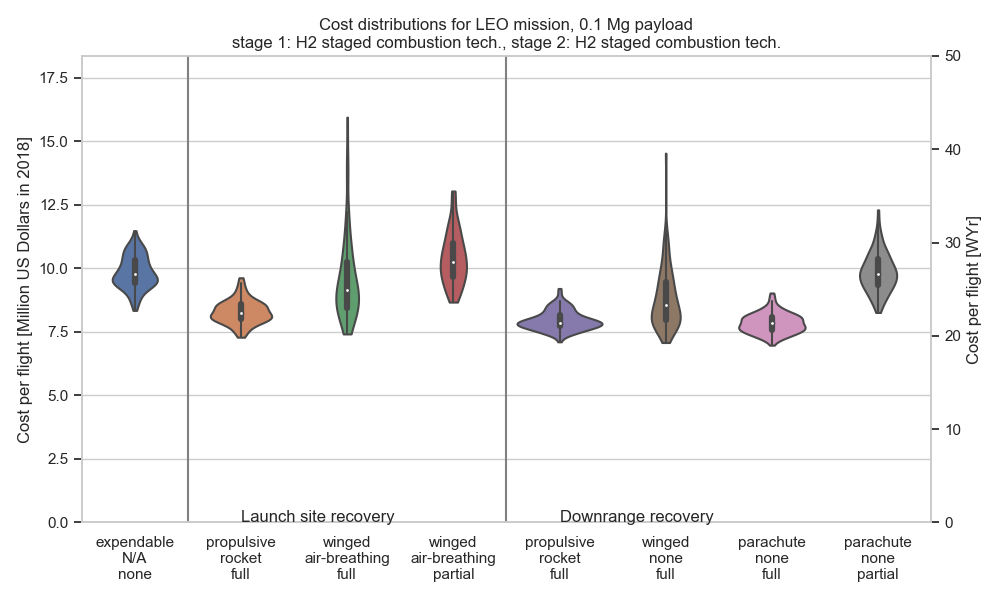 Cost distributions for LEO mission, 0.1 Mg payload
stage 1: H2 staged combustion tech., stage 2: H2 staged combustion tech.
Cost per flight [Million US Dollars in 2018]
17.5
15.0
12.5
10.0
7.5
5.0
2.5
0.0
50
40
30
20
10
0
Cost per flight [WYr]
Launch site recovery
Downrange recovery
expendable
N/A
none
propulsive
rocket
full
winged
air-breathing
full
winged
air-breathing
partial
propulsive
rocket
full
winged
none
full
parachute
none
full
parachute
none
partial